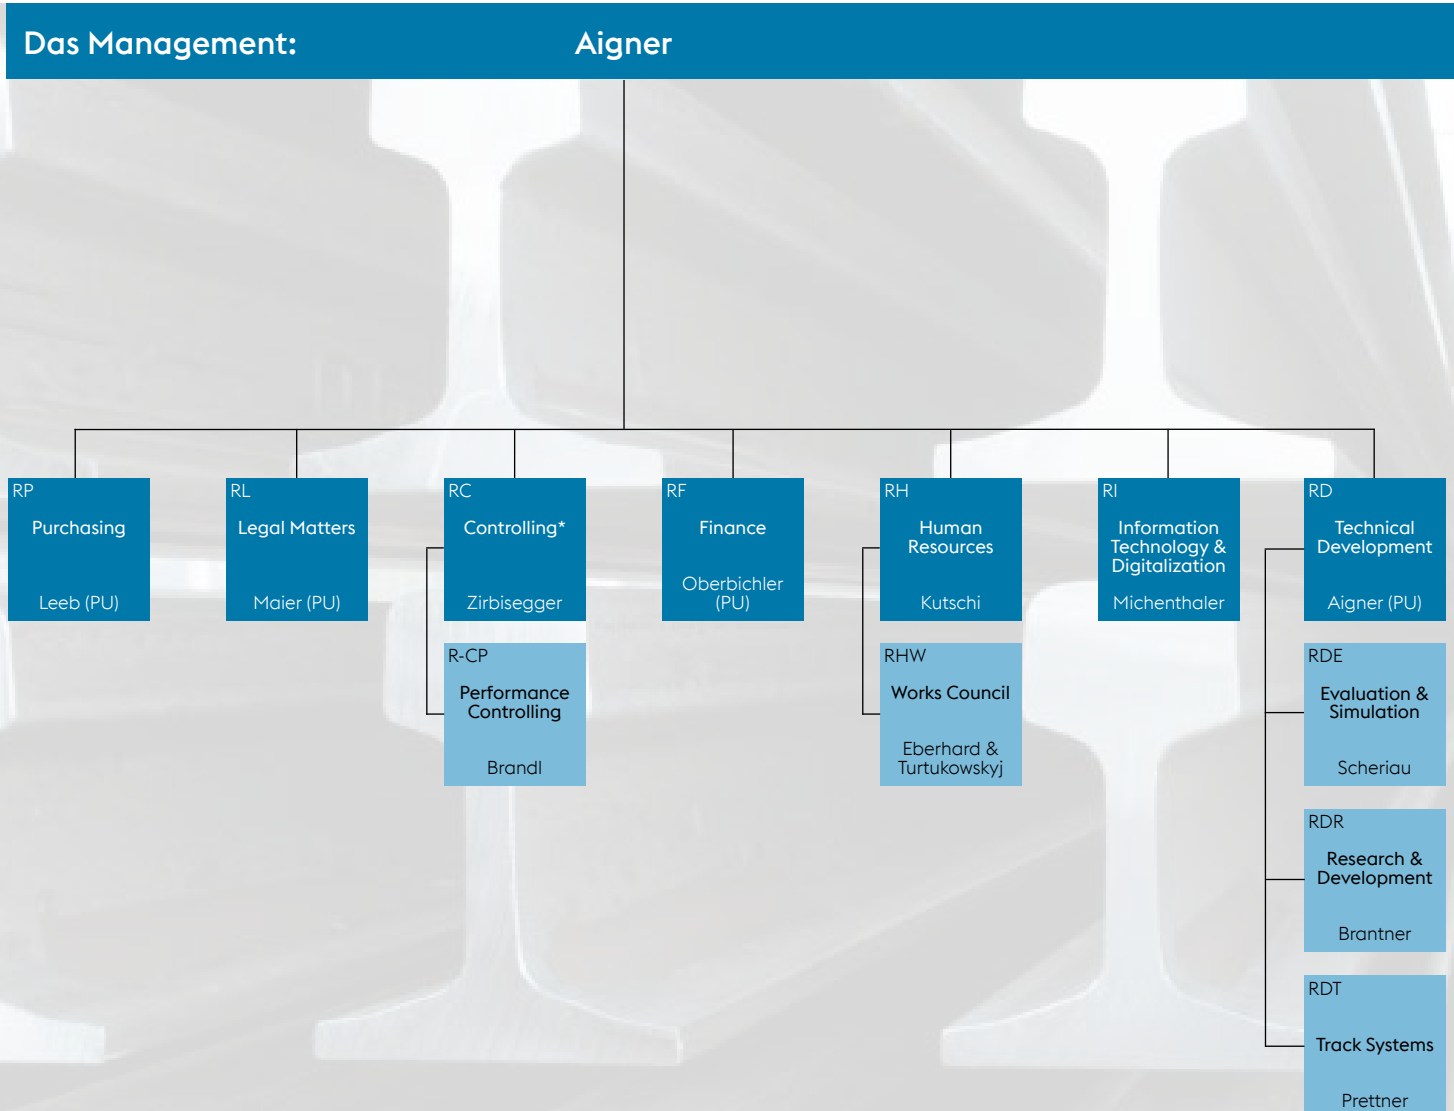 Das Management: Aigner
RP
Purchasing
Leeb (PU)
RL
Legal Matters
Maier (PU)
RC
Controlling*
Zirbisegger
R-CP
Performance
Controlling
Brandl
RF
Finance
Oberbichler
(PU)
RH
Human
Resources
Kutschi
RHW
Works Council
Eberhard &
Turtukowskyj
RI
Information
Technology &
Digitalization
Michenthaler
RD
Technical
Development
Aigner (PU)
RDE
Evaluation &
Simulation
Scheriau
RDR
Research &
Development
Brantner
RDT
Track Systems
Prettner